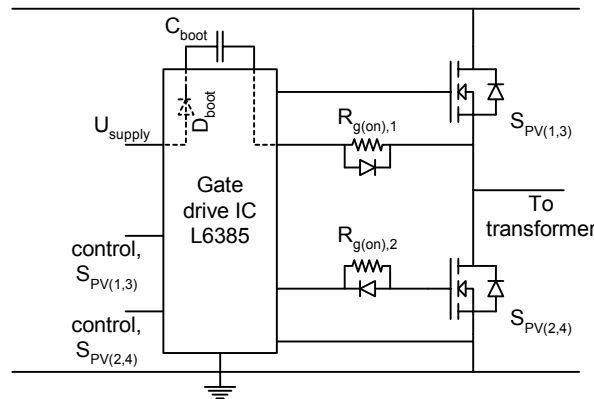 C_boot
D_boot
U_supply
R_g(on),1
S_PV(1,3)
Gate
drive IC
L6385
To
transformer
control,
S_PV(1,3)
R_g(on),2
control,
S_PV(2,4)
S_PV(2,4)